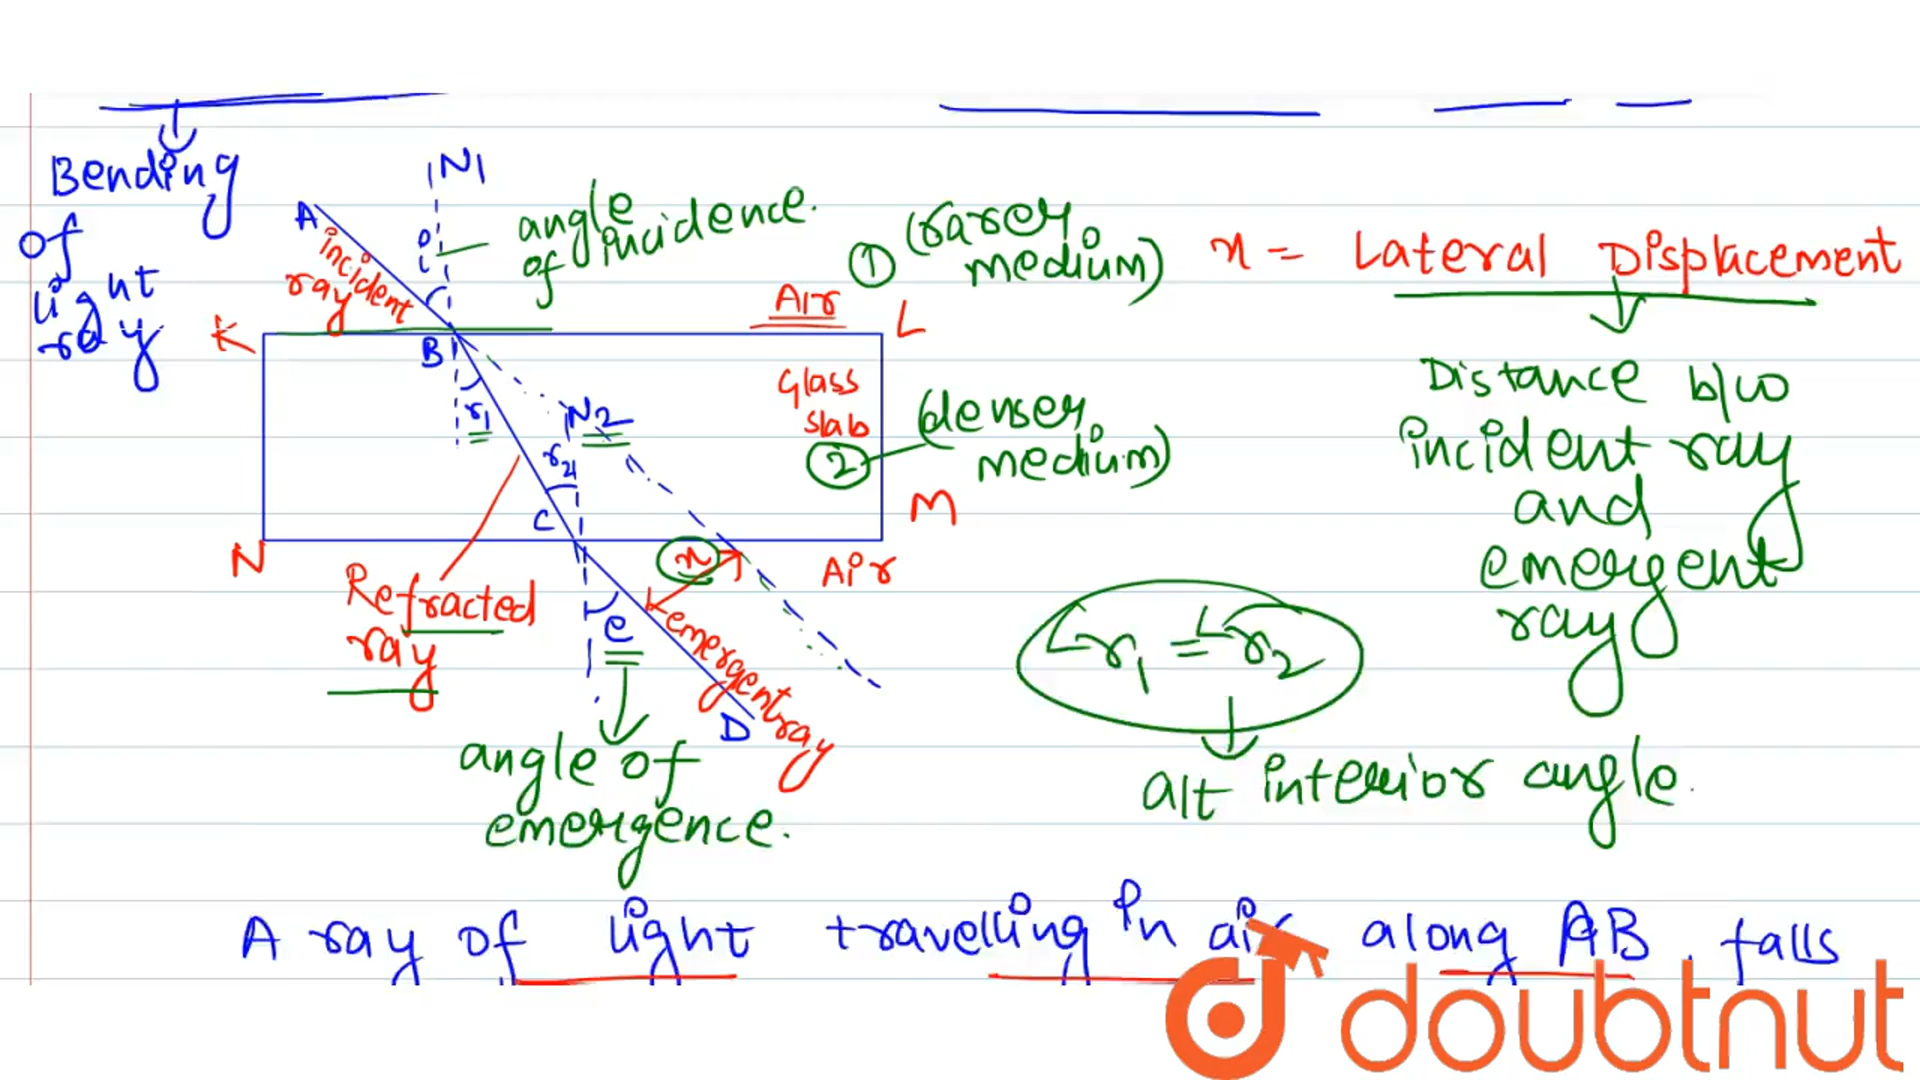 Bending
of
light
ray
N1
A
incident
ray
i
angle
of incidence.
① (rarer
medium)
Air
K
L
B
r1
N2
r2
Glass
slab
②
(denser
medium)
C
M
N
x
Air
Refracted
ray
e
emergent ray
D
angle of
emergence.
x = Lateral Displacement
Distance b/w
incident ray
and
emergent
ray
∠r1 = ∠r2
alt interior angle.
A ray of light travelling in air along AB, falls
doubtnut